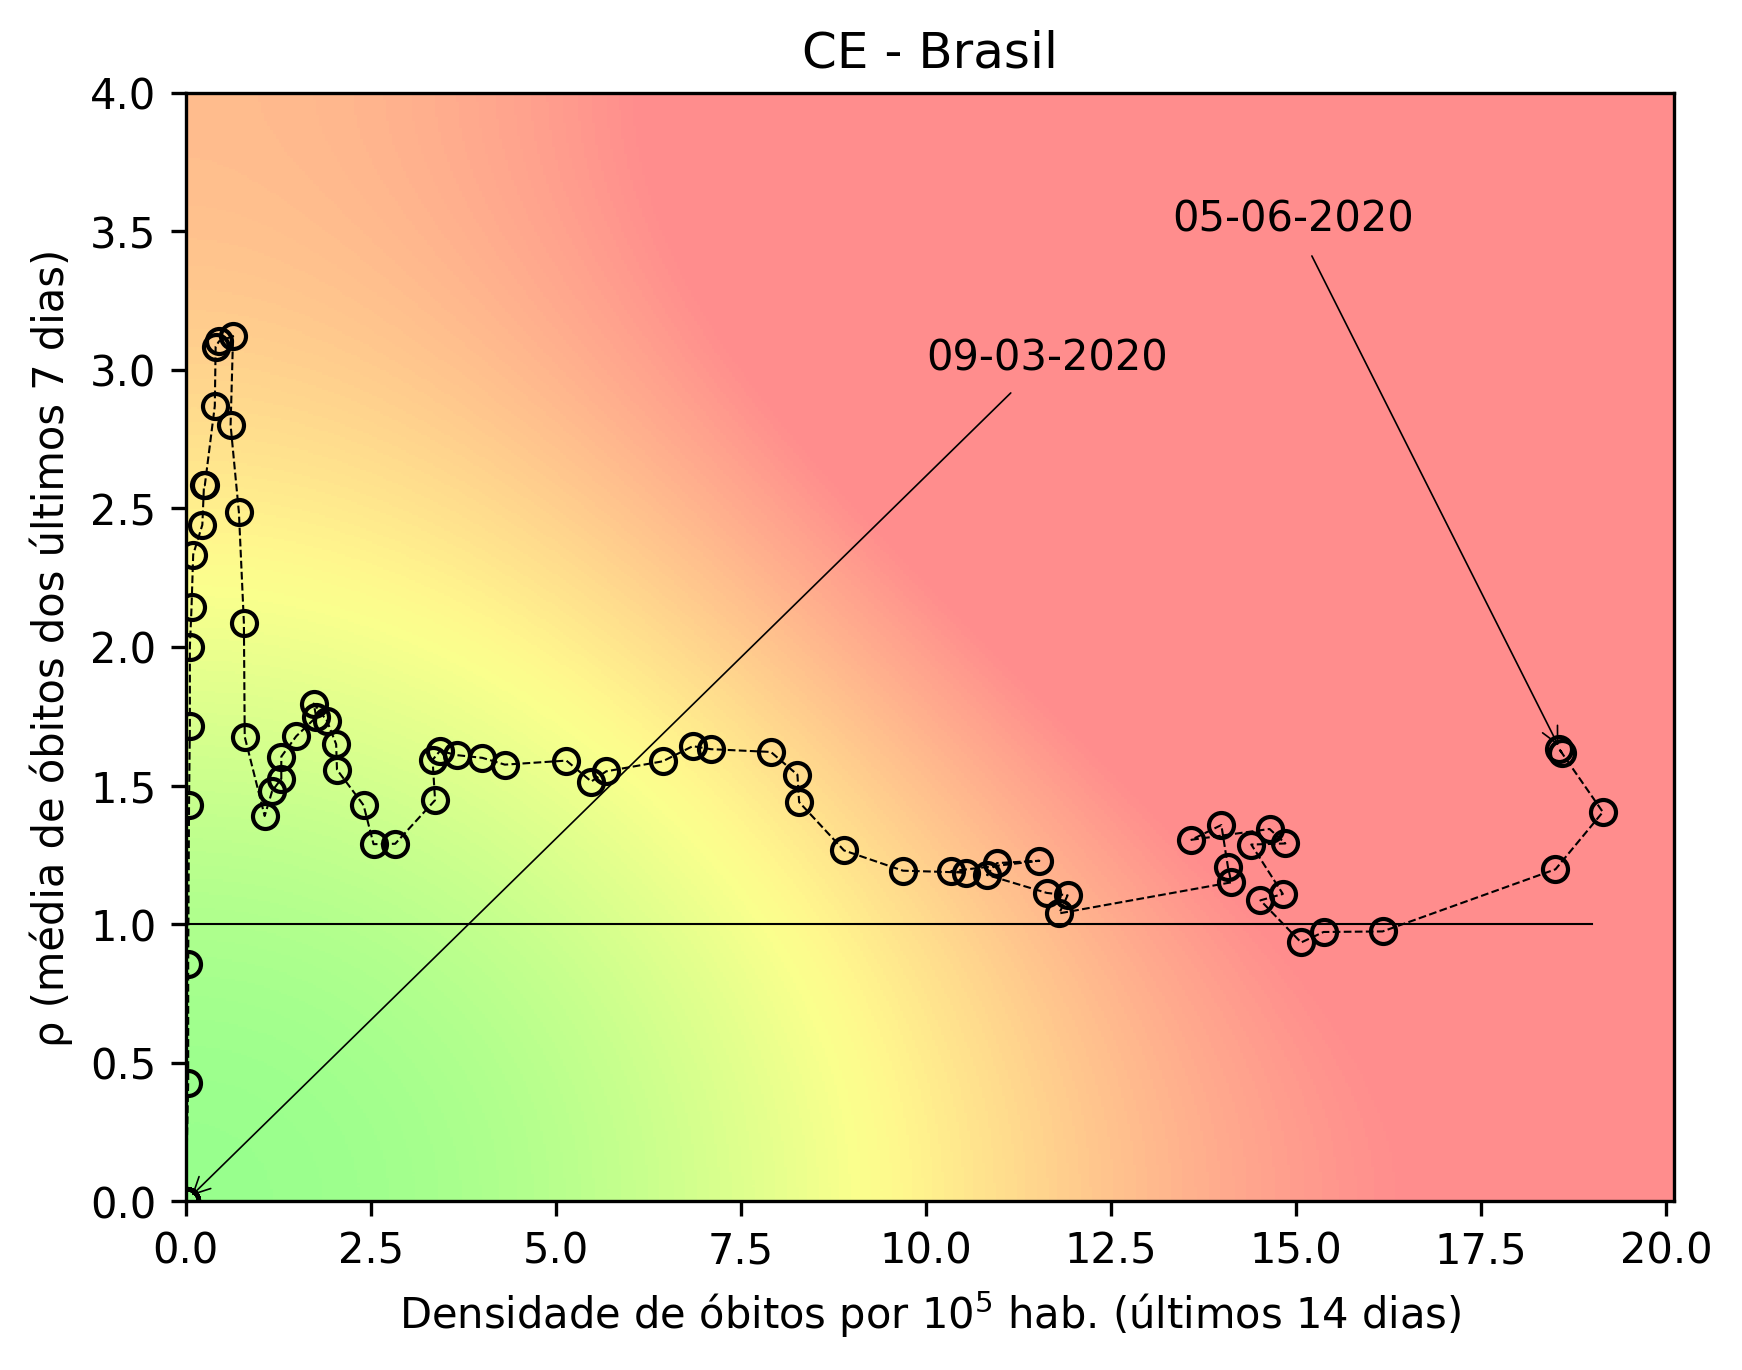 CE - Brasil
4.0
3.5
3.0
2.5
2.0
1.5
1.0
0.5
0.0
ρ (média de óbitos dos últimos 7 dias)
05-06-2020
09-03-2020
0.0 2.5 5.0 7.5 10.0 12.5 15.0 17.5 20.0
Densidade de óbitos por 10⁵ hab. (últimos 14 dias)